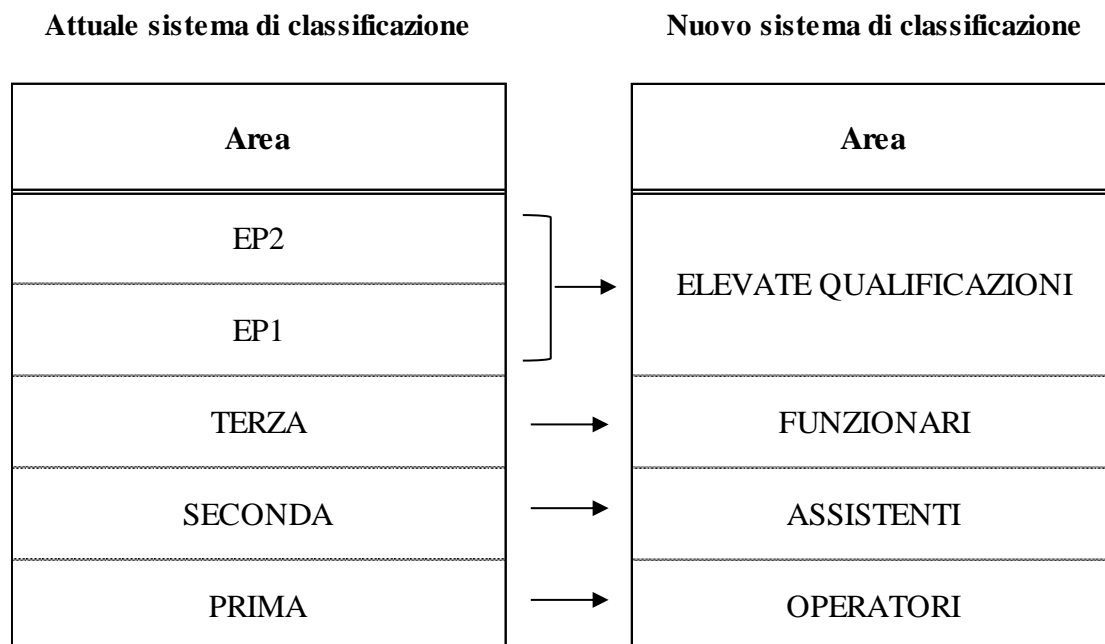 Attuale sistema di classificazione
Nuovo sistema di classificazione
Area
Area
EP2
EP1
ELEVATE QUALIFICAZIONI
TERZA
FUNZIONARI
SECONDA
ASSISTENTI
PRIMA
OPERATORI